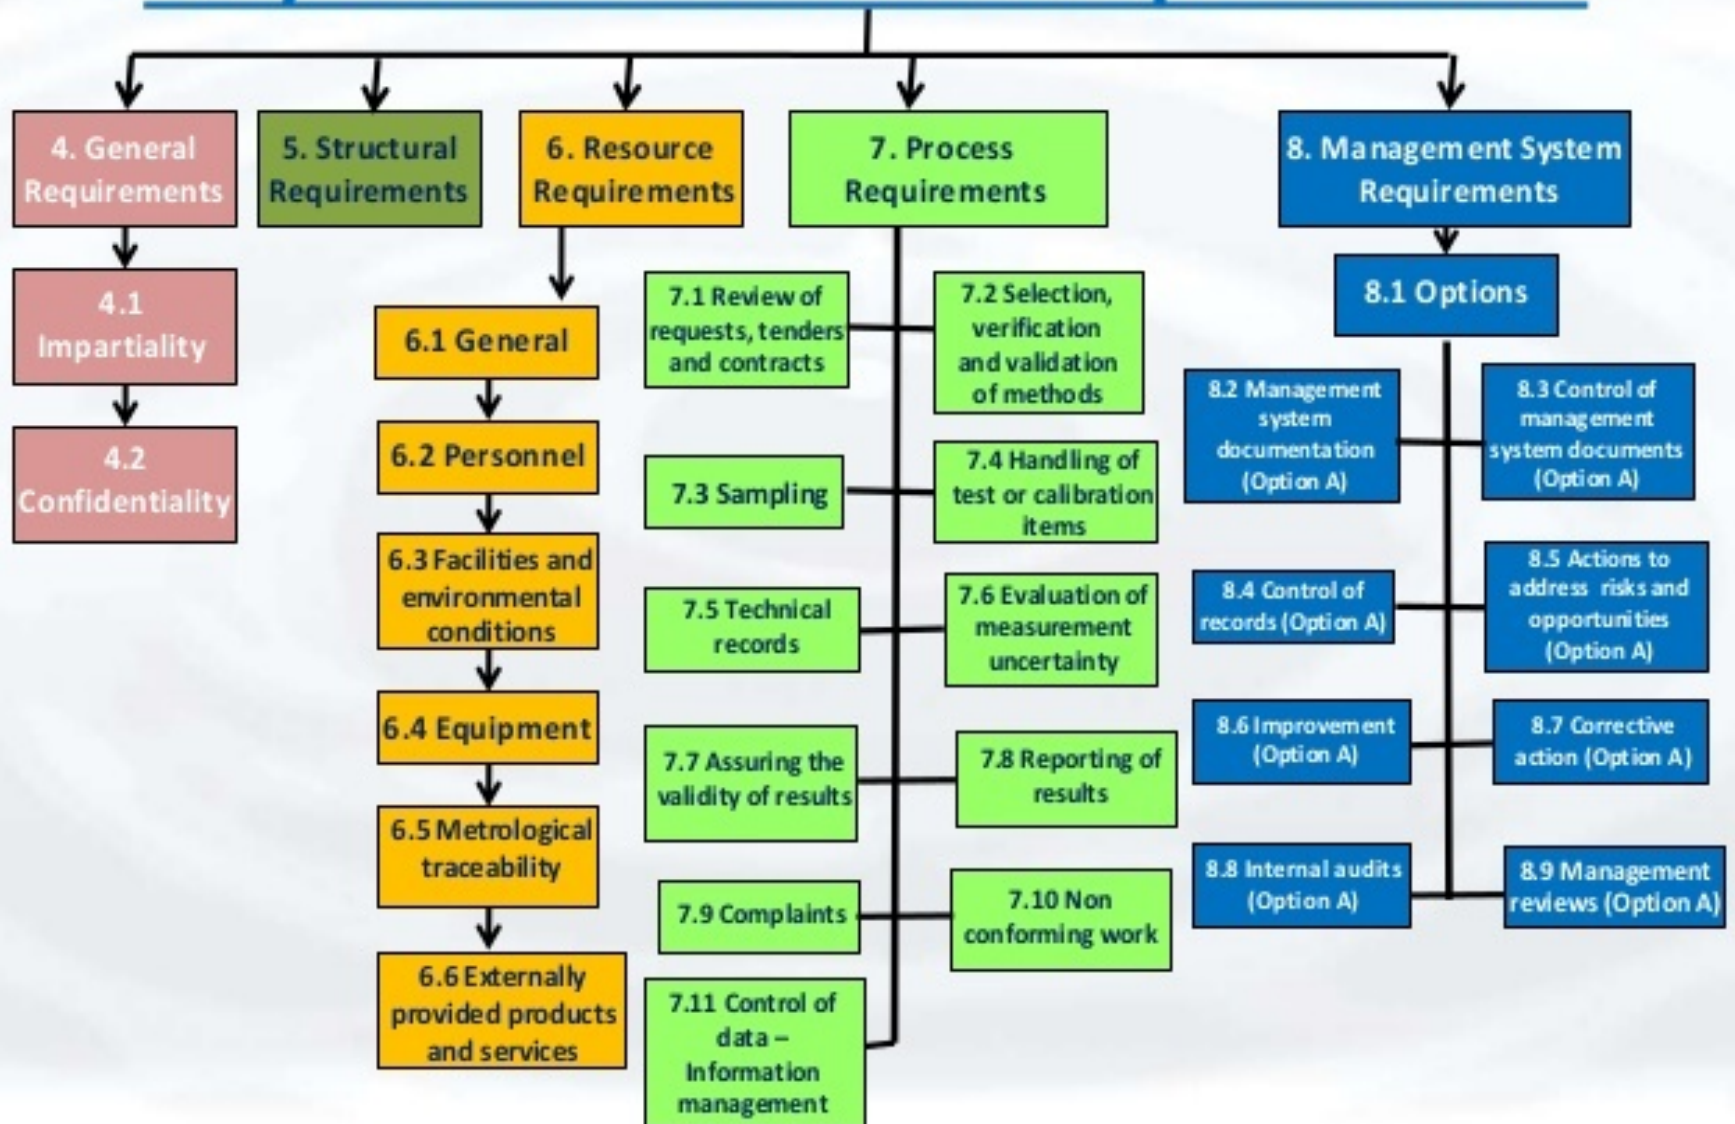 4. General
Requirements
5. Structural
Requirements
6. Resource
Requirements
7. Process
Requirements
8. Management System
Requirements
4.1
Impartiality
4.2
Confidentiality
6.1 General
6.2 Personnel
6.3 Facilities and
environmental
conditions
6.4 Equipment
6.5 Metrological
traceability
6.6 Externally
provided products
and services
7.1 Review of
requests, tenders
and contracts
7.2 Selection,
verification
and validation
of methods
7.3 Sampling
7.4 Handling of
test or calibration
items
7.5 Technical
records
7.6 Evaluation of
measurement
uncertainty
7.7 Assuring the
validity of results
7.8 Reporting of
results
7.9 Complaints
7.10 Non
conforming work
7.11 Control of
data –
Information
management
8.1 Options
8.2 Management
system
documentation
(Option A)
8.3 Control of
management
system documents
(Option A)
8.4 Control of
records (Option A)
8.5 Actions to
address risks and
opportunities
(Option A)
8.6 Improvement
(Option A)
8.7 Corrective
action (Option A)
8.8 Internal audits
(Option A)
8.9 Management
reviews (Option A)